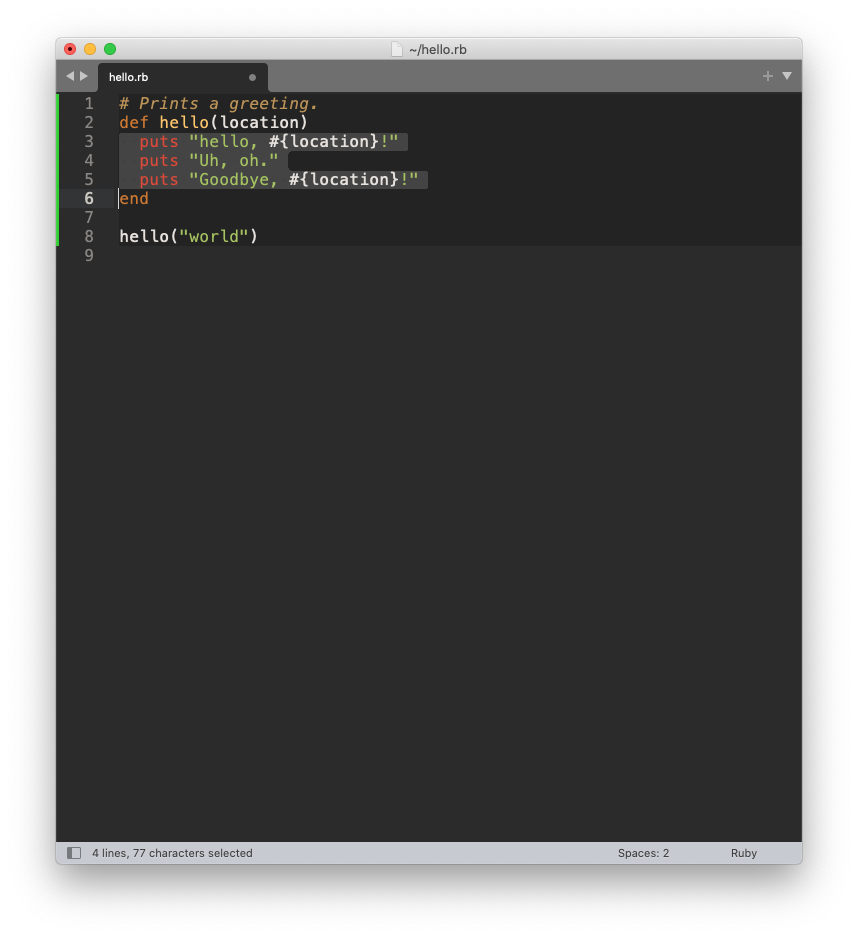 ~/hello.rb
hello.rb
1 # Prints a greeting.
2 def hello(location)
3   puts "hello, #{location}!"
4   puts "Uh, oh."
5   puts "Goodbye, #{location}!"
6 end
7
8 hello("world")
9
4 lines, 77 characters selected Spaces: 2 Ruby